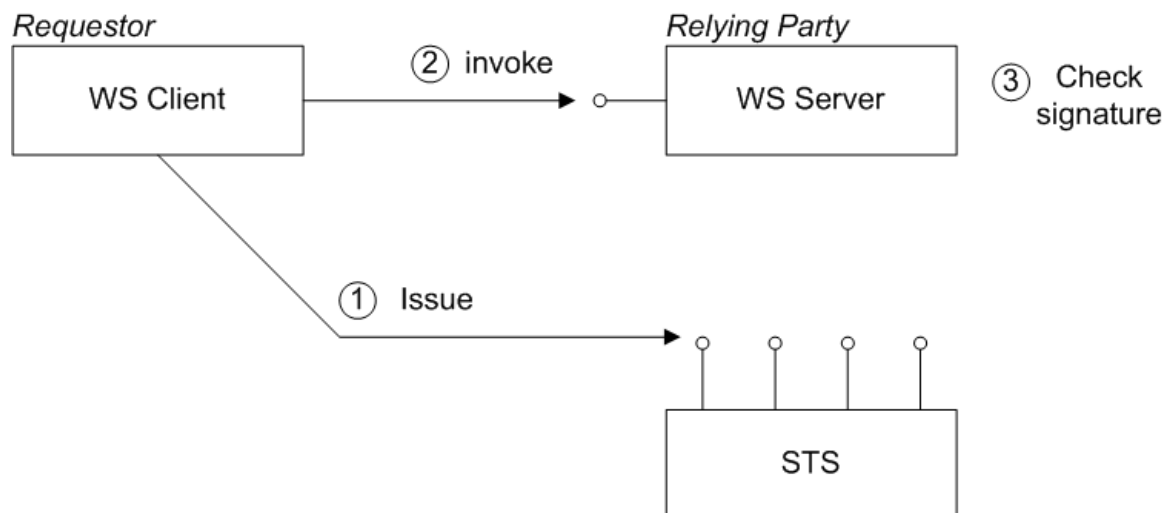 Requestor
Relying Party
② invoke
WS Client
WS Server
③ Check
signature
① Issue
STS